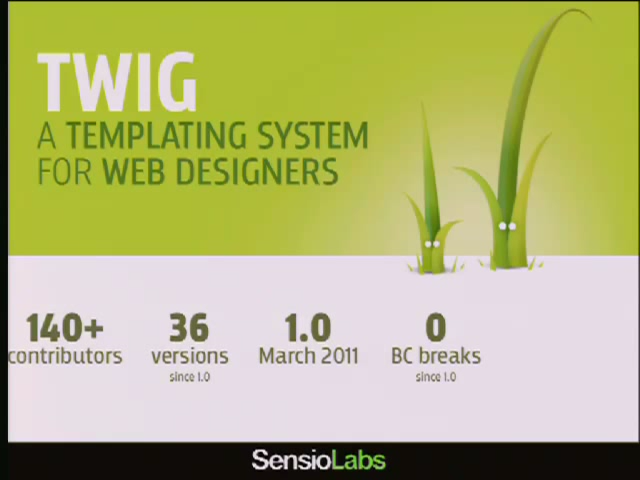 TWIG
A TEMPLATING SYSTEM
FOR WEB DESIGNERS
140+ 36 1.0 0
contributors versions March 2011 BC breaks
since 1.0 since 1.0
SensioLabs